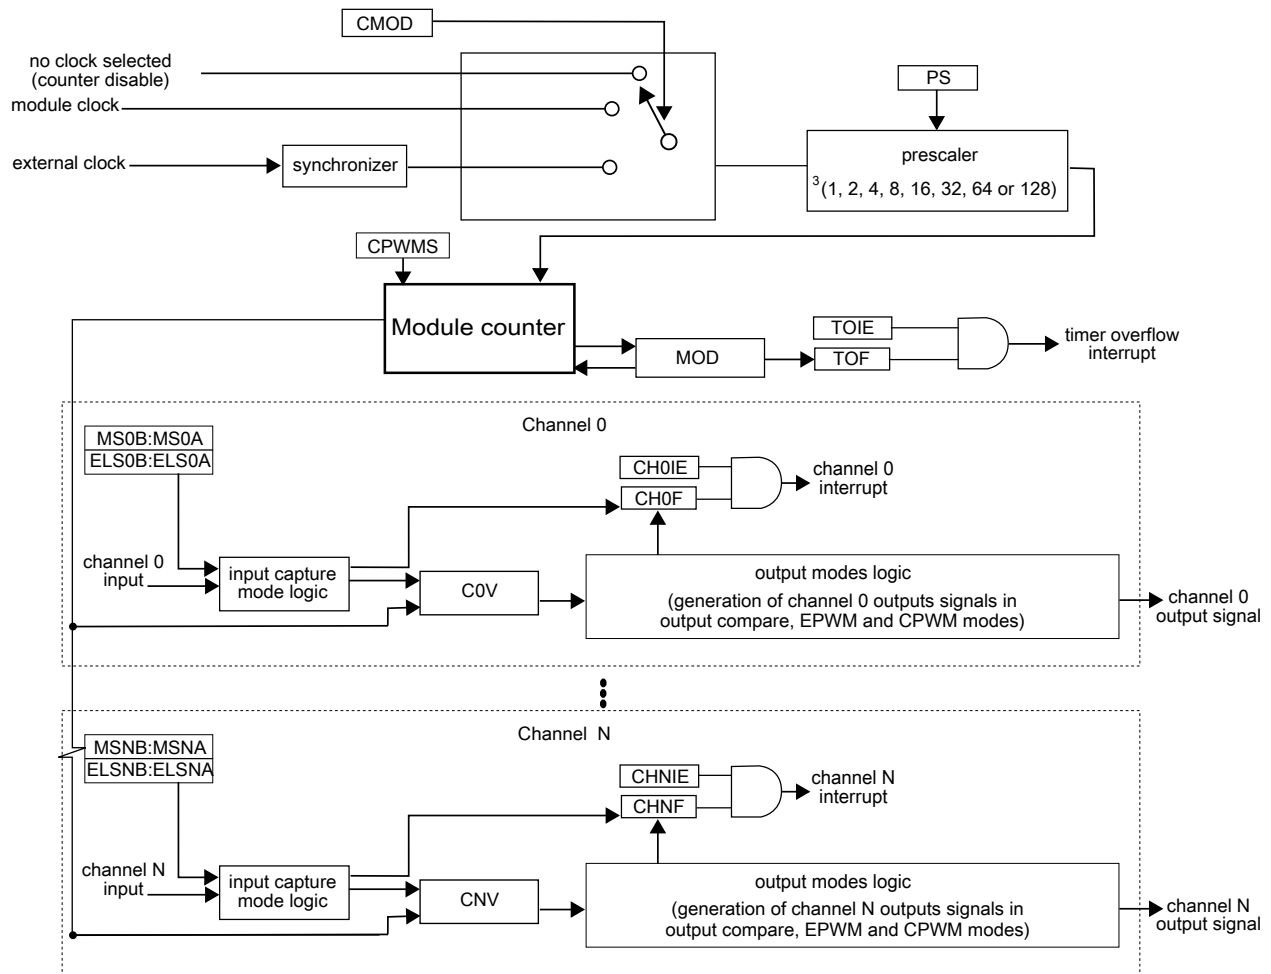 CMOD
no clock selected
(counter disable)
module clock
PS
external clock
synchronizer
prescaler
3 (1, 2, 4, 8, 16, 32, 64 or 128)
CPWMS
Module counter
MOD
TOIE
TOF
timer overflow
interrupt
Channel 0
MS0B:MS0A
ELS0B:ELS0A
CH0IE
CH0F
channel 0
interrupt
channel 0
input
input capture
mode logic
C0V
output modes logic
(generation of channel 0 outputs signals in
output compare, EPWM and CPWM modes)
channel 0
output signal
Channel N
MSNB:MSNA
ELSNB:ELSNA
CHNIE
CHNF
channel N
interrupt
channel N
input
input capture
mode logic
CNV
output modes logic
(generation of channel N outputs signals in
output compare, EPWM and CPWM modes)
channel N
output signal